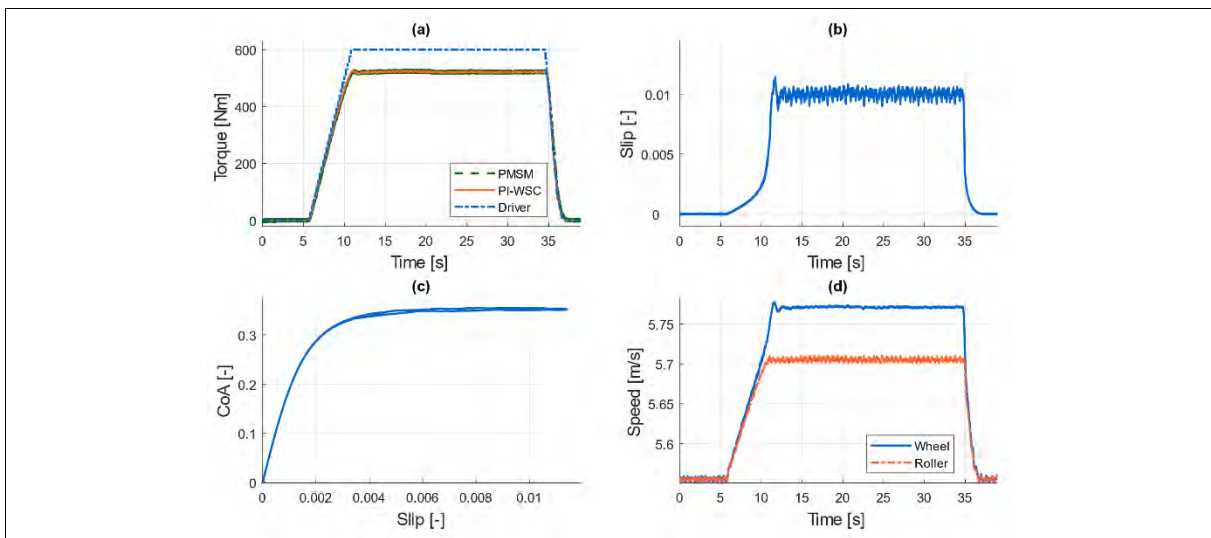 (a)
600
400
200
0
Torque [Nm]
PMSM
PI-WSC
Driver
0 5 10 15 20 25 30 35
Time [s]
(b)
0.01
0.005
0
Slip [-]
0 5 10 15 20 25 30 35
Time [s]
(c)
0.3
0.2
0.1
0
CoA [-]
0 0.002 0.004 0.006 0.008 0.01
Slip [-]
(d)
5.75
5.7
5.65
5.6
Speed [m/s]
Wheel
Roller
0 5 10 15 20 25 30 35
Time [s]